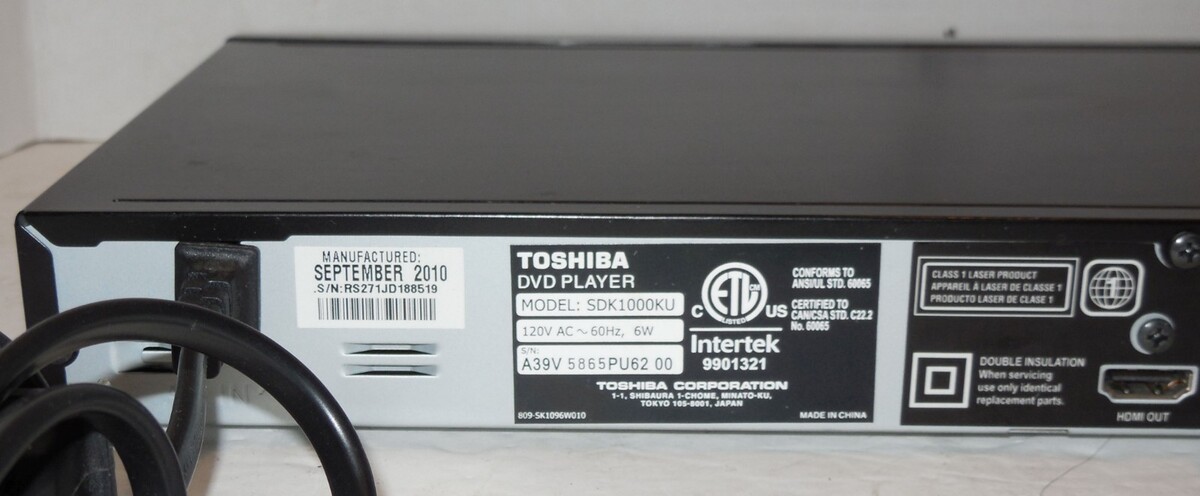 MANUFACTURED:
SEPTEMBER 2010
.S/N:RS271JD188519
TOSHIBA
DVD PLAYER
MODEL: SDK1000KU
120V AC ~ 60Hz, 6W
S/N:
A39V 5865PU62 00
TOSHIBA CORPORATION
1-1, SHIBAURA 1-CHOME, MINATO-KU,
TOKYO 105-8001, JAPAN
809-SK1096W010
MADE IN CHINA
C ETL CM US
LISTED
Intertek
9901321
CONFORMS TO
ANSI/UL STD. 60065
CERTIFIED TO
CAN/CSA STD. C22.2
No. 60065
CLASS 1 LASER PRODUCT
APPAREIL À LASER DE CLASSE 1
PRODUCTO LASER DE CLASE 1
1
DOUBLE INSULATION
When servicing
use only identical
replacement parts.
HDMI OUT